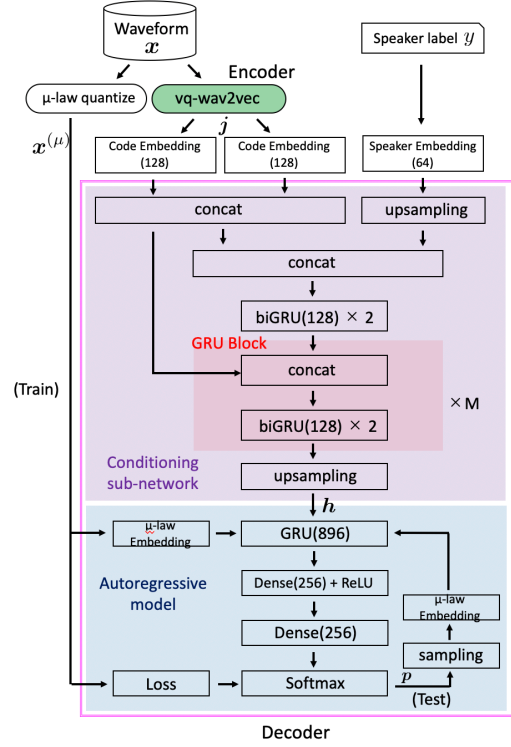 Waveform
x
Speaker label y
Encoder
μ-law quantize
vq-wav2vec
j
x^(μ)
Code Embedding
(128)
Code Embedding
(128)
Speaker Embedding
(64)
concat
upsampling
concat
biGRU(128) × 2
GRU Block
concat
(Train)
×M
biGRU(128) × 2
Conditioning
sub-network
upsampling
h
μ-law
Embedding
GRU(896)
Autoregressive
model
Dense(256) + ReLU
μ-law
Embedding
Dense(256)
sampling
Loss
Softmax
p
(Test)
Decoder